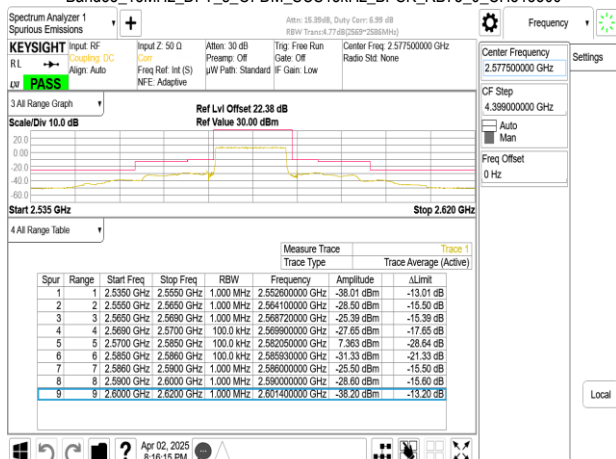 Spectrum Analyzer 1
Spurious Emissions
+
Attn: 15.39dB, Duty Corr: 6.99 dB
RBW Trans:4.77dB(2569~2586MHz)
Frequency
KEYSIGHT Input: RF
Input Z: 50 Ω
Atten: 30 dB
Trig: Free Run
Center Freq: 2.577500000 GHz
RL
Coupling: DC
Corr
Preamp: Off
Gate: Off
Radio Std: None
Align: Auto
Freq Ref: Int (S)
µW Path: Standard
IF Gain: Low
NFE: Adaptive
LXI PASS
Center Frequency
2.577500000 GHz
Settings
CF Step
4.399000000 GHz
Auto
Man
Freq Offset
0 Hz
3 All Range Graph
Ref Lvl Offset 22.38 dB
Scale/Div 10.0 dB
Ref Value 30.00 dBm
20.0
0.00
-20.0
-40.0
-60.0
Start 2.535 GHz
Stop 2.620 GHz
4 All Range Table
Measure Trace Trace 1
Trace Type Trace Average (Active)
Spur Range Start Freq Stop Freq RBW Frequency Amplitude ΔLimit
1 1 2.5350 GHz 2.5550 GHz 1.000 MHz 2.552600000 GHz -38.01 dBm -13.01 dB
2 2 2.5550 GHz 2.5650 GHz 1.000 MHz 2.564100000 GHz -28.50 dBm -15.50 dB
3 3 2.5650 GHz 2.5690 GHz 1.000 MHz 2.568720000 GHz -25.39 dBm -15.39 dB
4 4 2.5690 GHz 2.5700 GHz 100.0 kHz 2.569900000 GHz -27.65 dBm -17.65 dB
5 5 2.5700 GHz 2.5850 GHz 100.0 kHz 2.582050000 GHz 7.363 dBm -28.64 dB
6 6 2.5850 GHz 2.5860 GHz 100.0 kHz 2.585930000 GHz -31.33 dBm -21.33 dB
7 7 2.5860 GHz 2.5900 GHz 1.000 MHz 2.586000000 GHz -25.50 dBm -15.50 dB
8 8 2.5900 GHz 2.6000 GHz 1.000 MHz 2.590000000 GHz -28.60 dBm -15.60 dB
9 9 2.6000 GHz 2.6200 GHz 1.000 MHz 2.601400000 GHz -38.20 dBm -13.20 dB
Local
?
Apr 02, 2025
8:16:15 PM